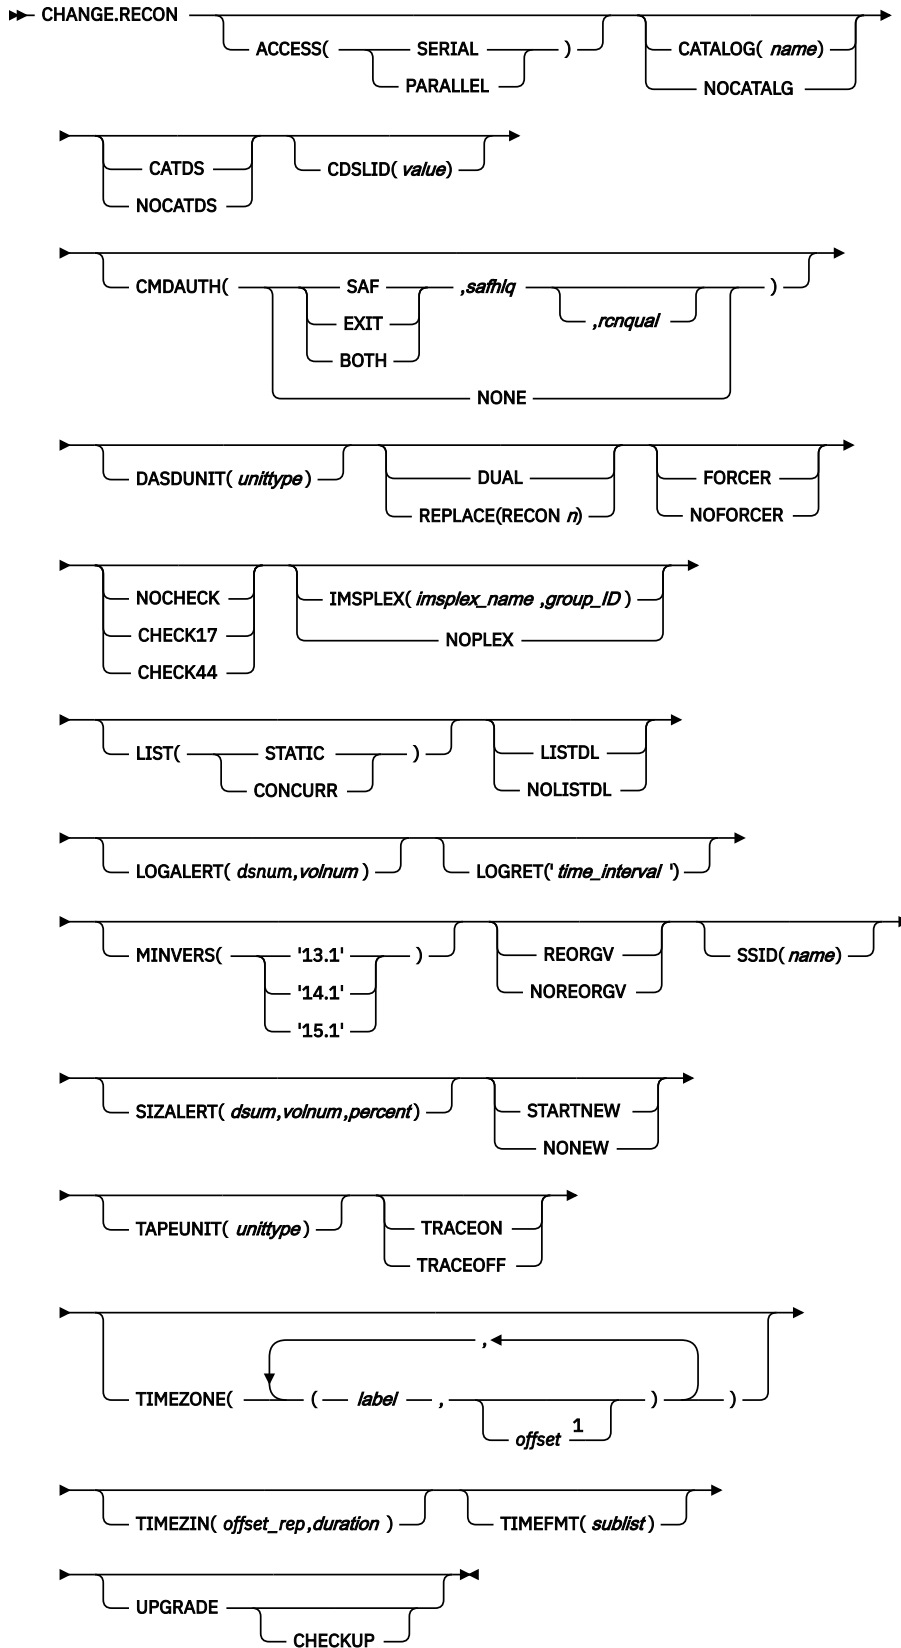 CHANGE.RECON
ACCESS( SERIAL )
PARALLEL
CATALOG( name)
NOCATALG
CATDS
NOCATDS
CDSLID( value)
CMDAUTH( SAF ,safhlq )
EXIT ,rcnqual
BOTH
NONE
DASDUNIT( unittype )
DUAL
REPLACE(RECON n)
FORCER
NOFORCER
NOCHECK
CHECK17
CHECK44
IMSPLEX( imsplex_name ,group_ID )
NOPLEX
LIST( STATIC )
CONCURR
LISTDL
NOLISTDL
LOGALERT( dsnum,volnum )
LOGRET(' time_interval ')
MINVERS( '13.1' )
'14.1'
'15.1'
REORGV
NOREORGV
SSID( name)
SIZALERT( dsum,volnum,percent)
STARTNEW
NONEW
TAPEUNIT( unittype)
TRACEON
TRACEOFF
,
TIMEZONE( ( label , ) )
offset 1
TIMEZIN( offset_rep,duration )
TIMEFMT( sublist)
UPGRADE
CHECKUP